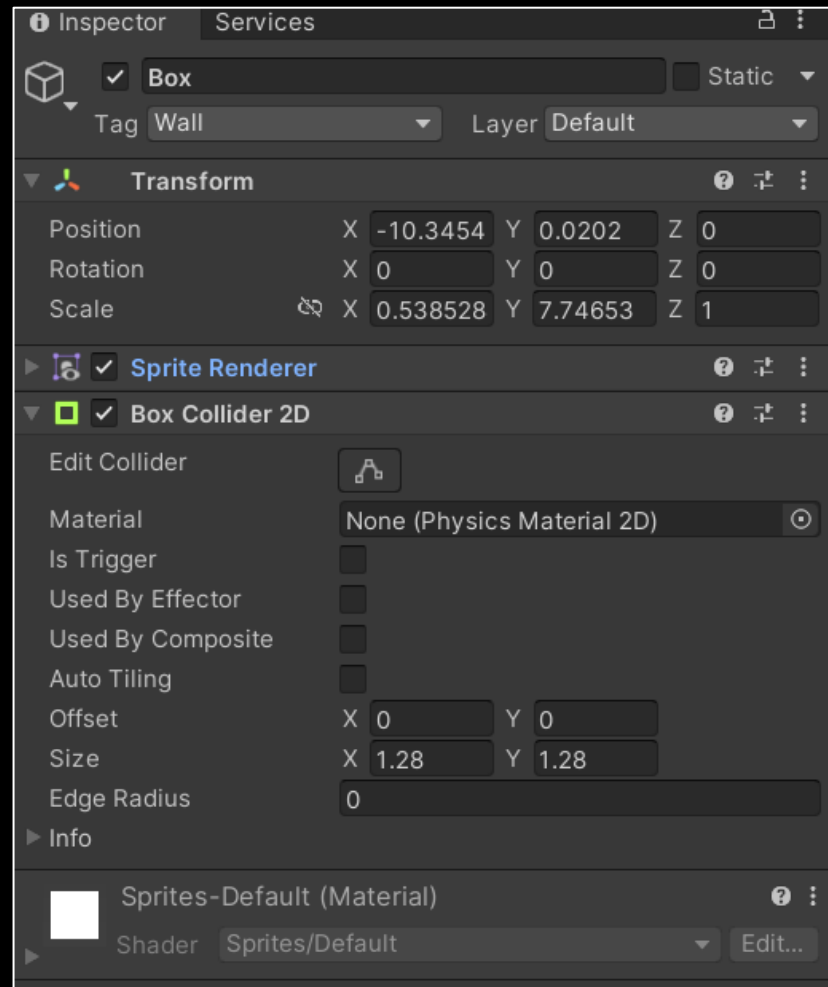 Inspector Services
Box Static
Tag Wall Layer Default
Transform
Position X -10.3454 Y 0.0202 Z 0
Rotation X 0 Y 0 Z 0
Scale X 0.538528 Y 7.74653 Z 1
Sprite Renderer
Box Collider 2D
Edit Collider
Material None (Physics Material 2D)
Is Trigger
Used By Effector
Used By Composite
Auto Tiling
Offset X 0 Y 0
Size X 1.28 Y 1.28
Edge Radius 0
Info
Sprites-Default (Material)
Shader Sprites/Default Edit...